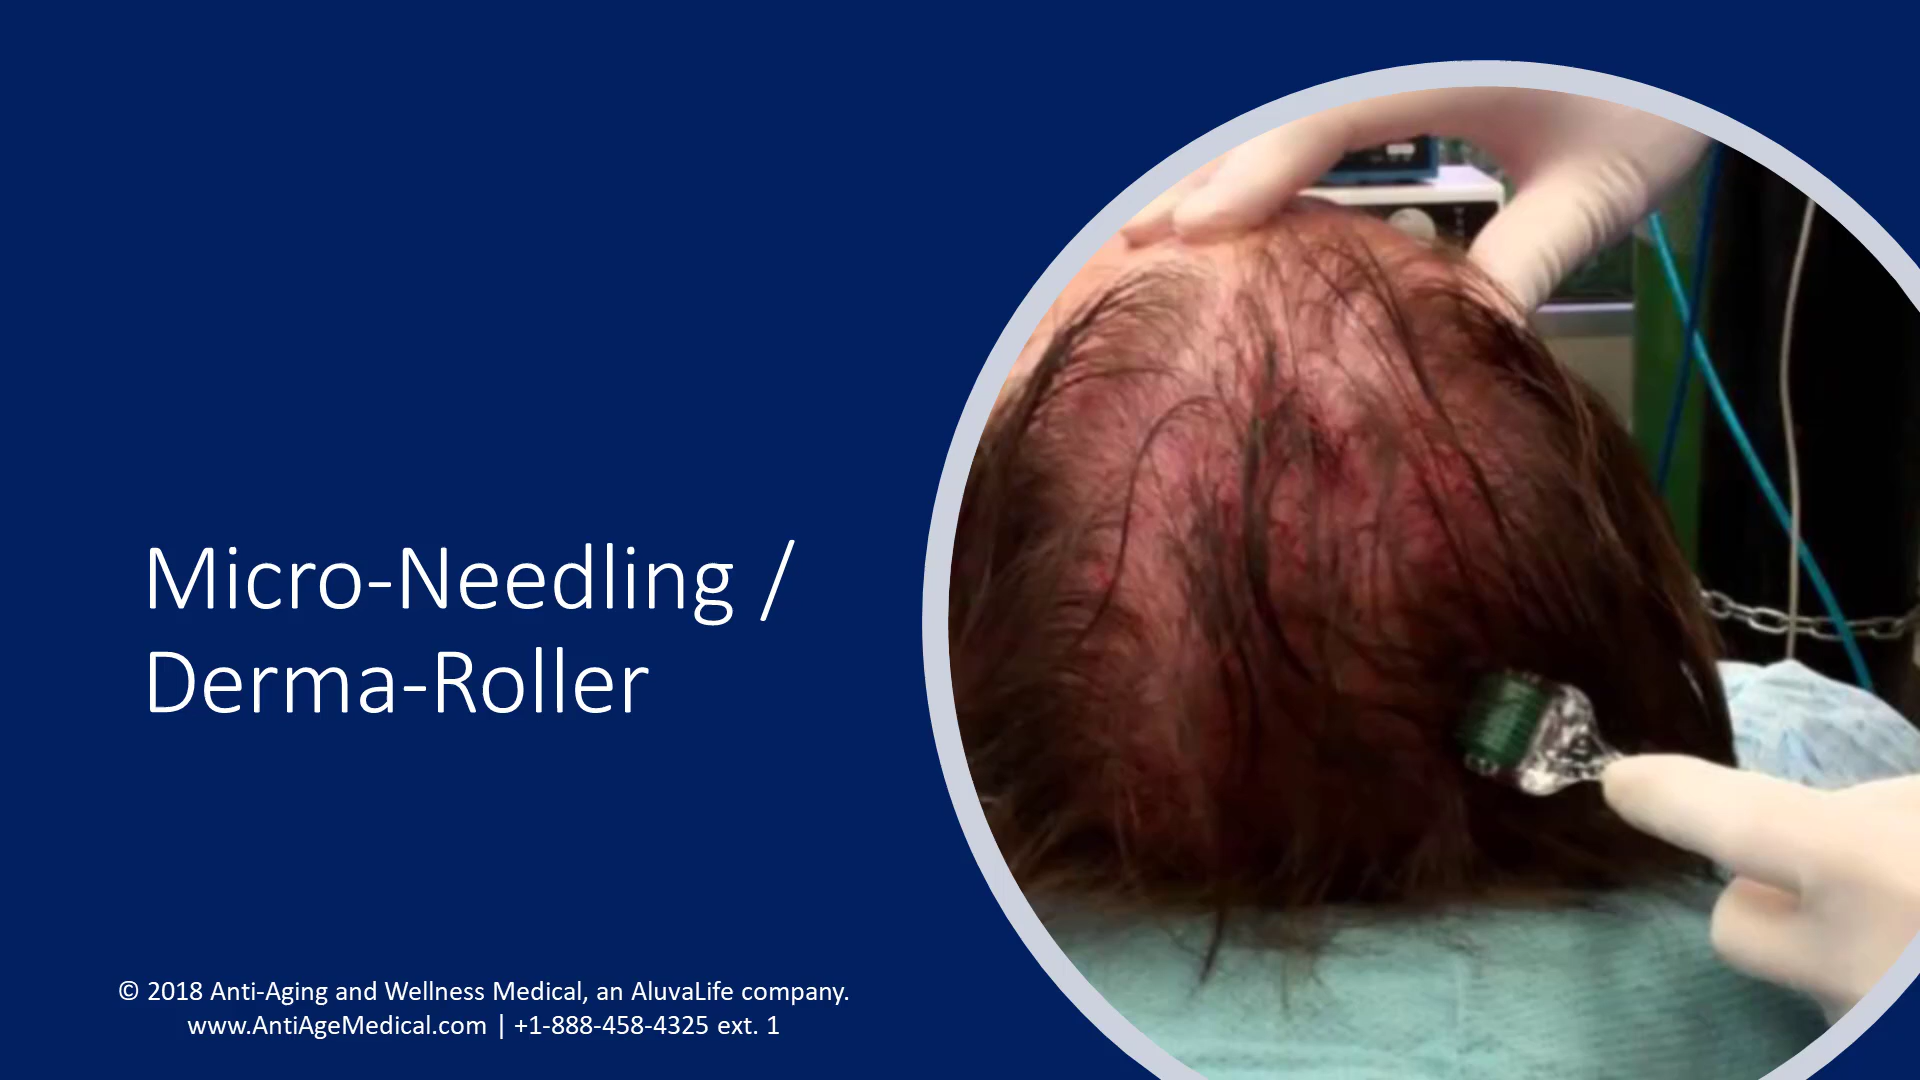 Micro-Needling /
Derma-Roller
© 2018 Anti-Aging and Wellness Medical, an AluvaLife company.
www.AntiAgeMedical.com | +1-888-458-4325 ext. 1